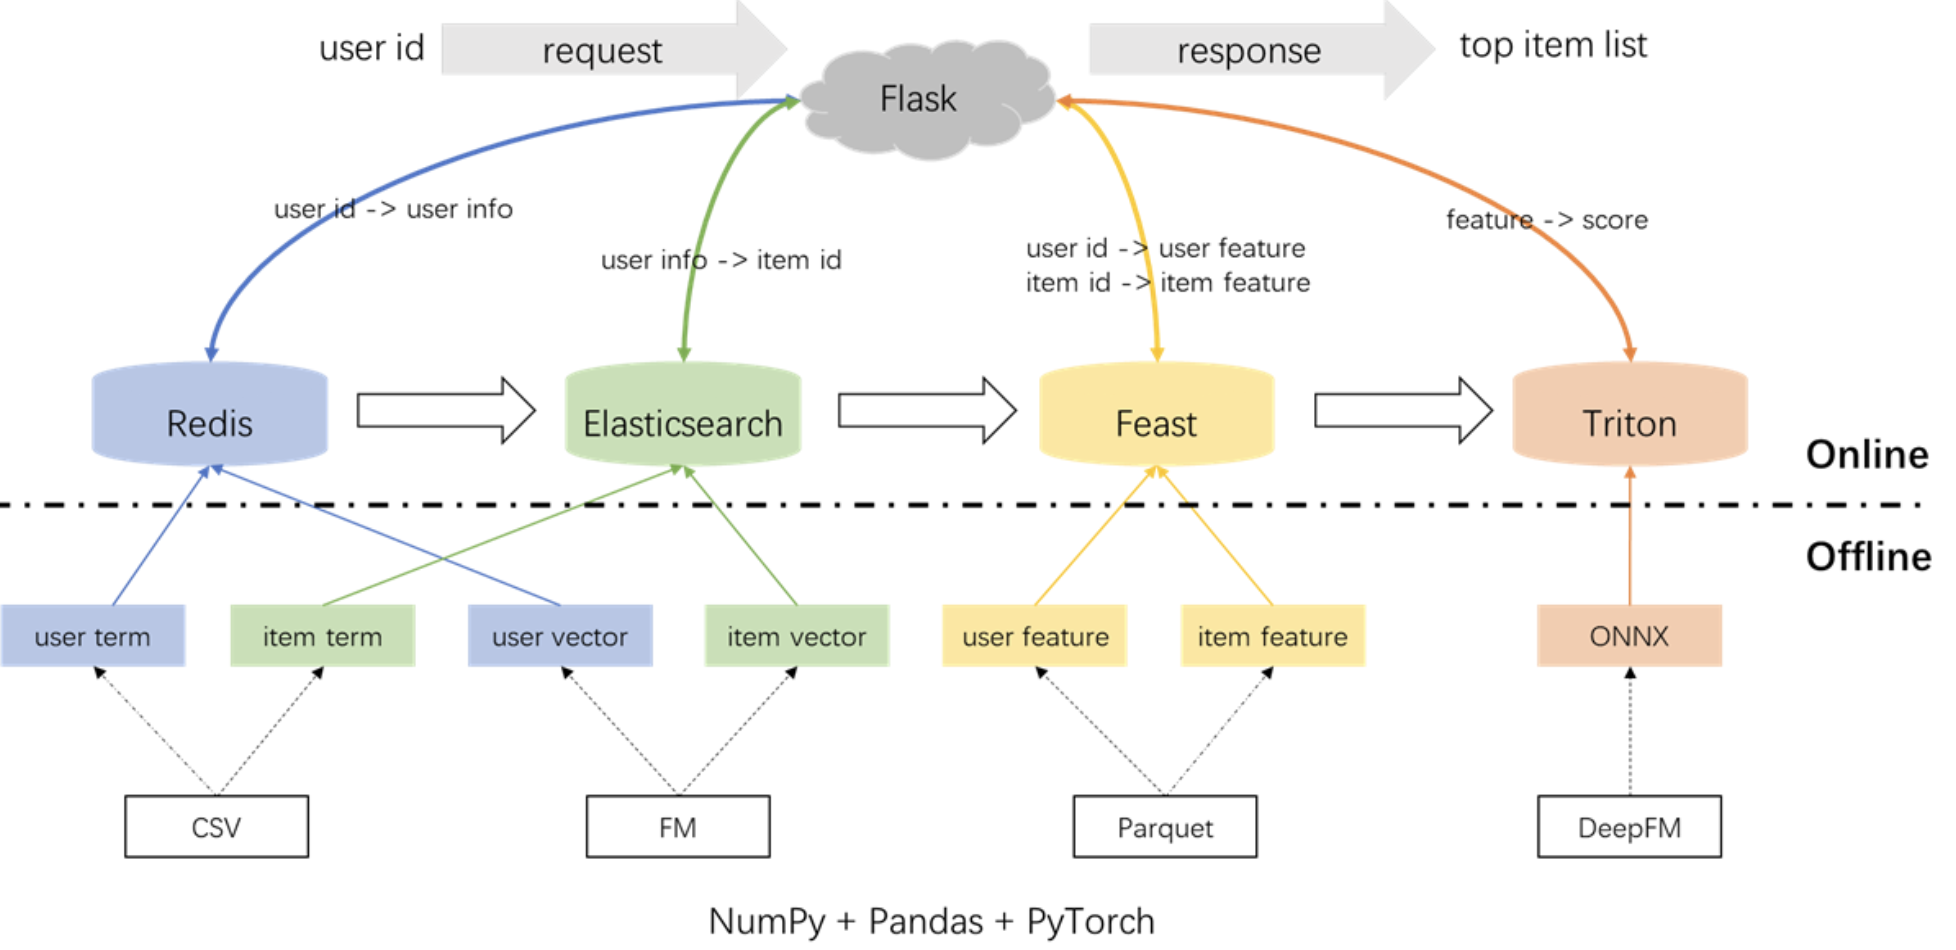 user id
request
Flask
response
top item list
user id -> user info
user info -> item id
user id -> user feature
item id -> item feature
feature -> score
Redis
Elasticsearch
Feast
Triton
Online
Offline
user term
item term
user vector
item vector
user feature
item feature
ONNX
CSV
FM
Parquet
DeepFM
NumPy + Pandas + PyTorch